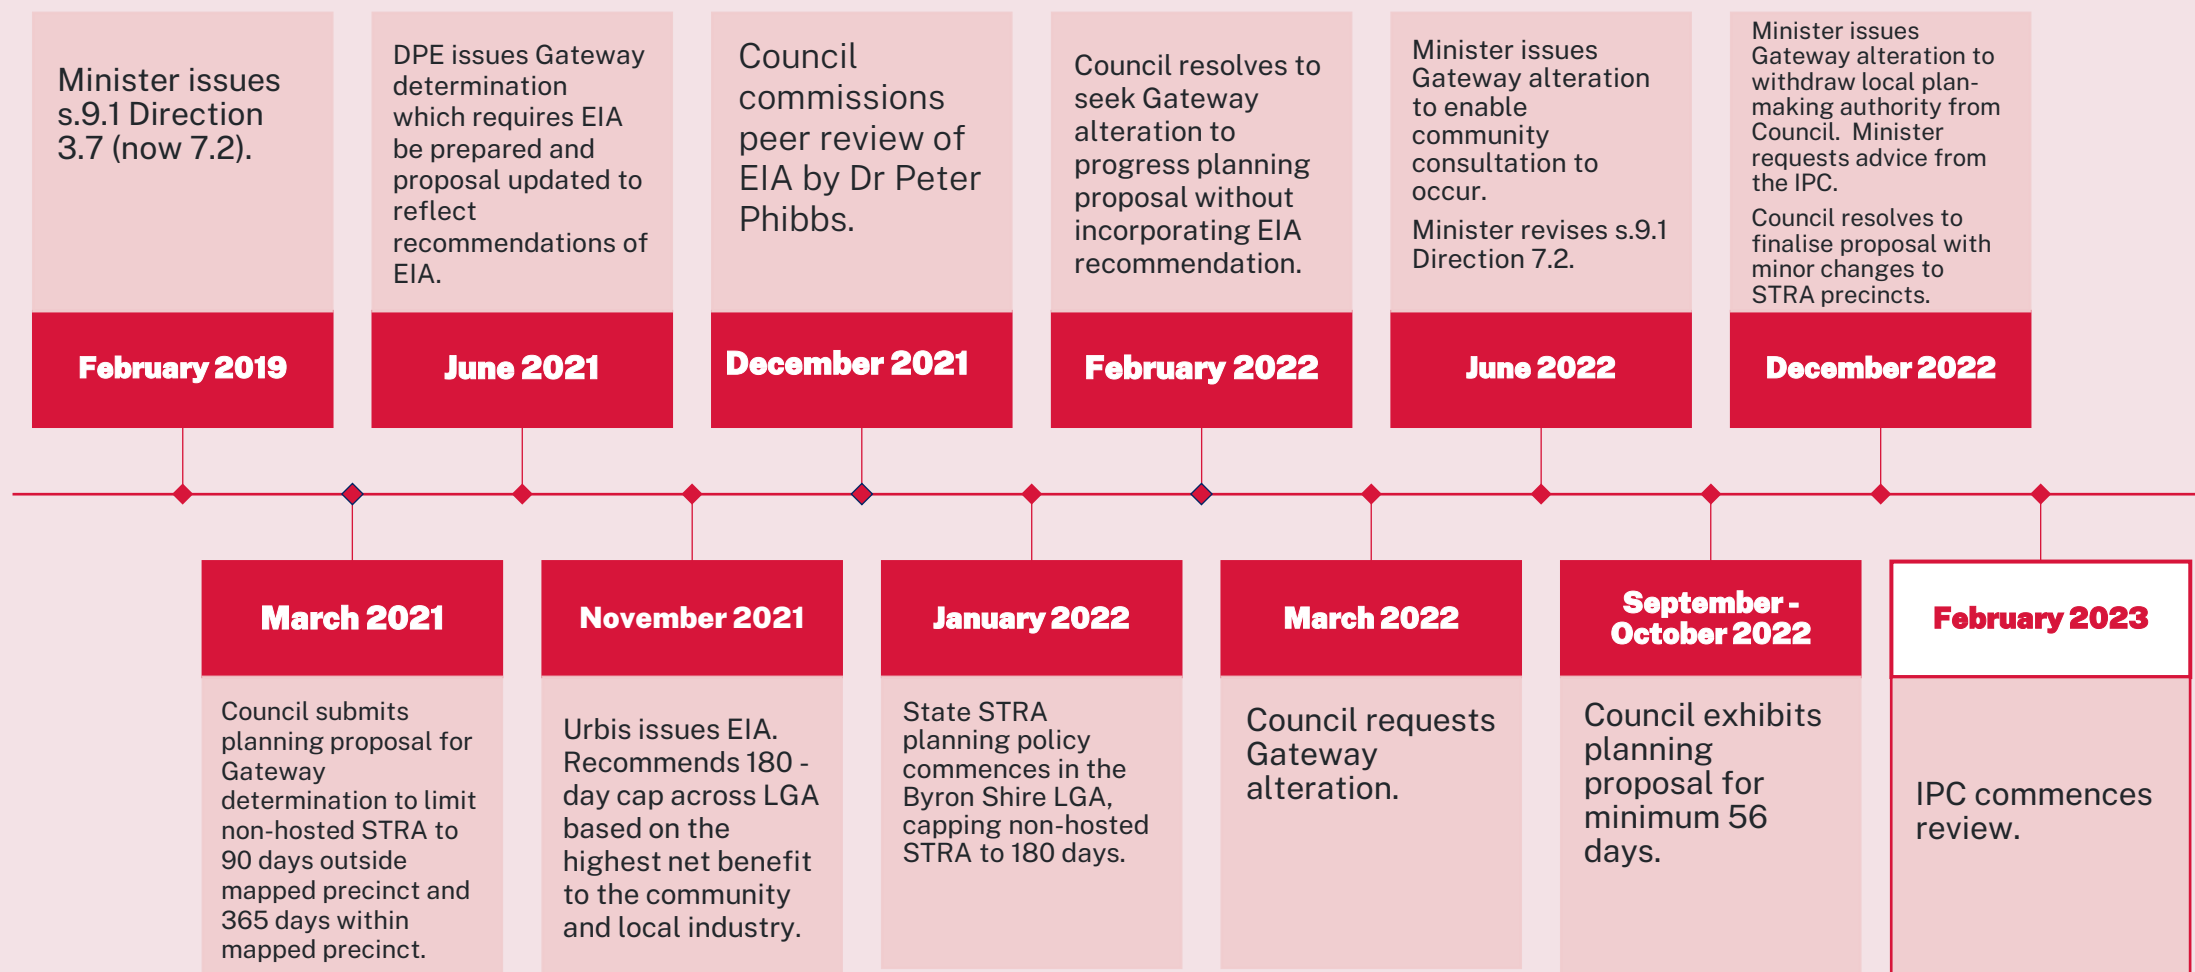 Minister issues
s.9.1 Direction
3.7 (now 7.2).
February 2019
DPE issues Gateway
determination
which requires EIA
be prepared and
proposal updated to
reflect
recommendations of
EIA.
June 2021
Council
commissions
peer review of
EIA by Dr Peter
Phibbs.
December 2021
Council resolves to
seek Gateway
alteration to
progress planning
proposal without
incorporating EIA
recommendation.
February 2022
Minister issues
Gateway alteration
to enable
community
consultation to
occur.
Minister revises s.9.1
Direction 7.2.
June 2022
Minister issues
Gateway alteration to
withdraw local plan-
making authority from
Council. Minister
requests advice from
the IPC.
Council resolves to
finalise proposal with
minor changes to
STRA precincts.
December 2022
March 2021
Council submits
planning proposal for
Gateway
determination to limit
non-hosted STRA to
90 days outside
mapped precinct and
365 days within
mapped precinct.
November 2021
Urbis issues EIA.
Recommends 180 -
day cap across LGA
based on the
highest net benefit
to the community
and local industry.
January 2022
State STRA
planning policy
commences in the
Byron Shire LGA,
capping non-hosted
STRA to 180 days.
March 2022
Council requests
Gateway
alteration.
September -
October 2022
Council exhibits
planning
proposal for
minimum 56
days.
February 2023
IPC commences
review.